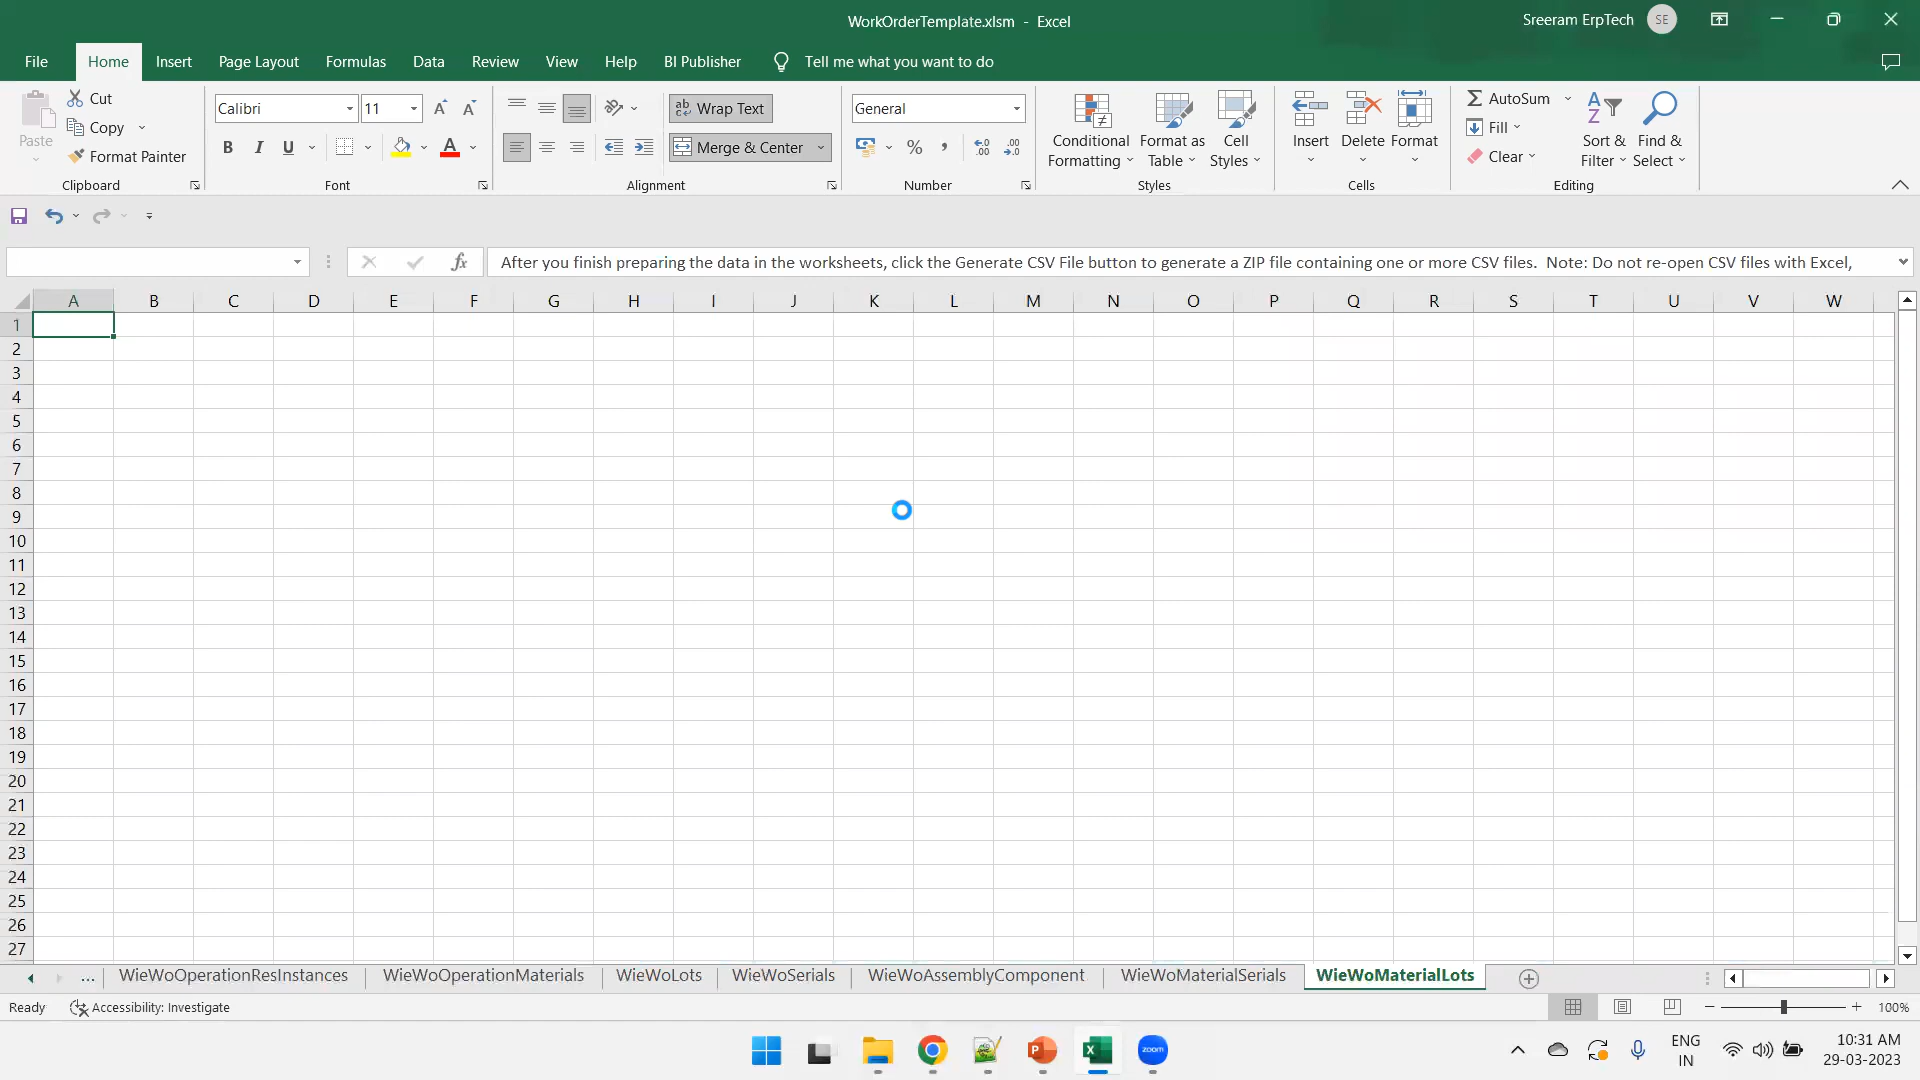 WorkOrderTemplate.xlsm - Excel
Sreeram ErpTech SE
File Home Insert Page Layout Formulas Data Review View Help BI Publisher Tell me what you want to do
Paste
Cut
Copy
Format Painter
Clipboard
Calibri 11
B I U A
Font
ab Wrap Text
Merge & Center
Alignment
General
% ,
Number
Conditional Formatting
Format as Table
Cell Styles
Styles
Insert Delete Format
Cells
AutoSum
Fill
Clear
Sort & Filter
Find & Select
Editing
fx After you finish preparing the data in the worksheets, click the Generate CSV File button to generate a ZIP file containing one or more CSV files. Note: Do not re-open CSV files with Excel,
A B C D E F G H I J K L M N O P Q R S T U V W
1
2
3
4
5
6
7
8
9
10
11
12
13
14
15
16
17
18
19
20
21
22
23
24
25
26
27
... WieWoOperationResInstances WieWoOperationMaterials WieWoLots WieWoSerials WieWoAssemblyComponent WieWoMaterialSerials WieWoMaterialLots
Ready Accessibility: Investigate 100%
zoom
ENG
IN
10:31 AM
29-03-2023